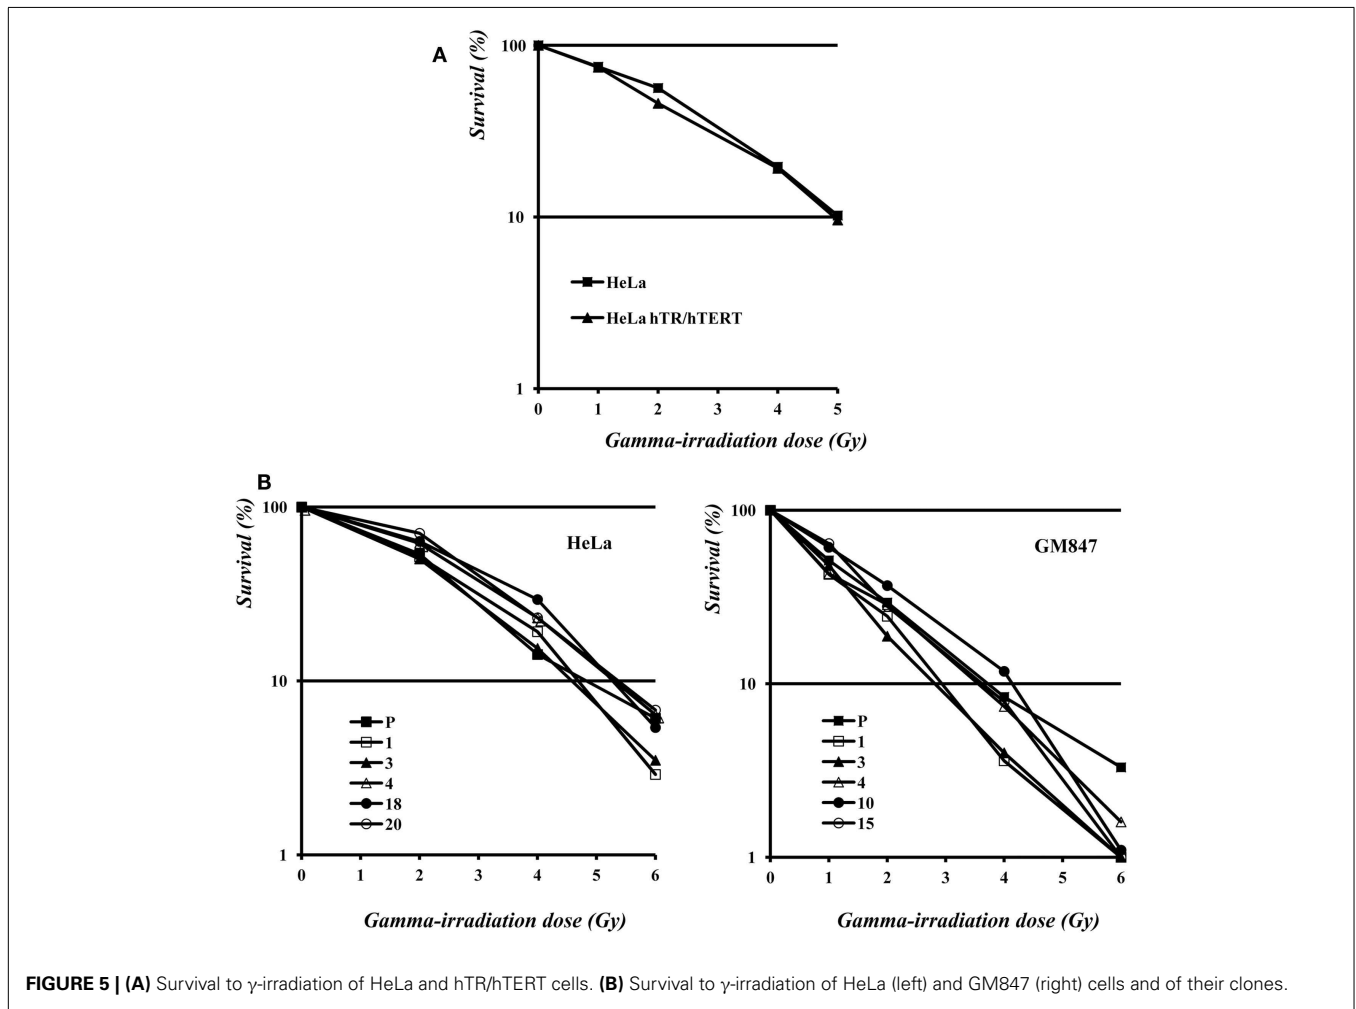 A
Survival (%)
100
10
1
HeLa
HeLa hTR/hTERT
0 1 2 3 4 5
Gamma-irradiation dose (Gy)
B
Survival (%)
100
10
1
HeLa
P
1
3
4
18
20
0 1 2 3 4 5 6
Gamma-irradiation dose (Gy)
Survival (%)
100
10
1
GM847
P
1
3
4
10
15
0 1 2 3 4 5 6
Gamma-irradiation dose (Gy)
FIGURE 5 | (A) Survival to γ-irradiation of HeLa and hTR/hTERT cells. (B) Survival to γ-irradiation of HeLa (left) and GM847 (right) cells and of their clones.